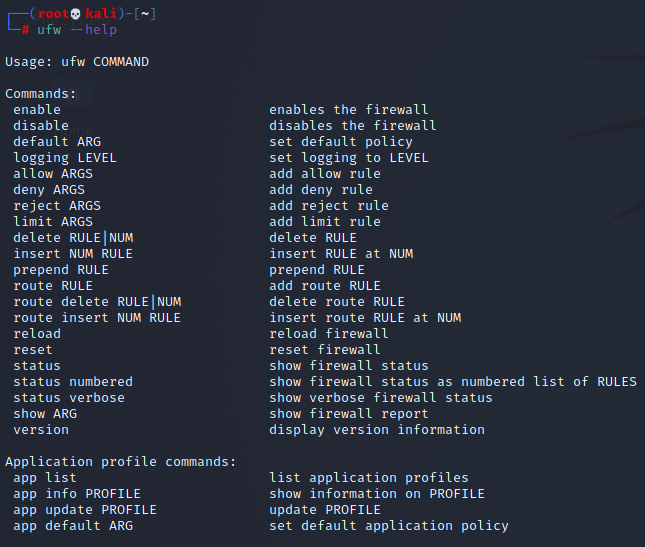 ┌──(root💀kali)-[~]
└─# ufw --help

Usage: ufw COMMAND

Commands:
 enable                          enables the firewall
 disable                         disables the firewall
 default ARG                     set default policy
 logging LEVEL                   set logging to LEVEL
 allow ARGS                      add allow rule
 deny ARGS                       add deny rule
 reject ARGS                     add reject rule
 limit ARGS                      add limit rule
 delete RULE|NUM                 delete RULE
 insert NUM RULE                 insert RULE at NUM
 prepend RULE                    prepend RULE
 route RULE                      add route RULE
 route delete RULE|NUM           delete route RULE
 route insert NUM RULE           insert route RULE at NUM
 reload                          reload firewall
 reset                           reset firewall
 status                          show firewall status
 status numbered                 show firewall status as numbered list of RULES
 status verbose                  show verbose firewall status
 show ARG                        show firewall report
 version                         display version information

Application profile commands:
 app list                        list application profiles
 app info PROFILE                show information on PROFILE
 app update PROFILE              update PROFILE
 app default ARG                 set default application policy